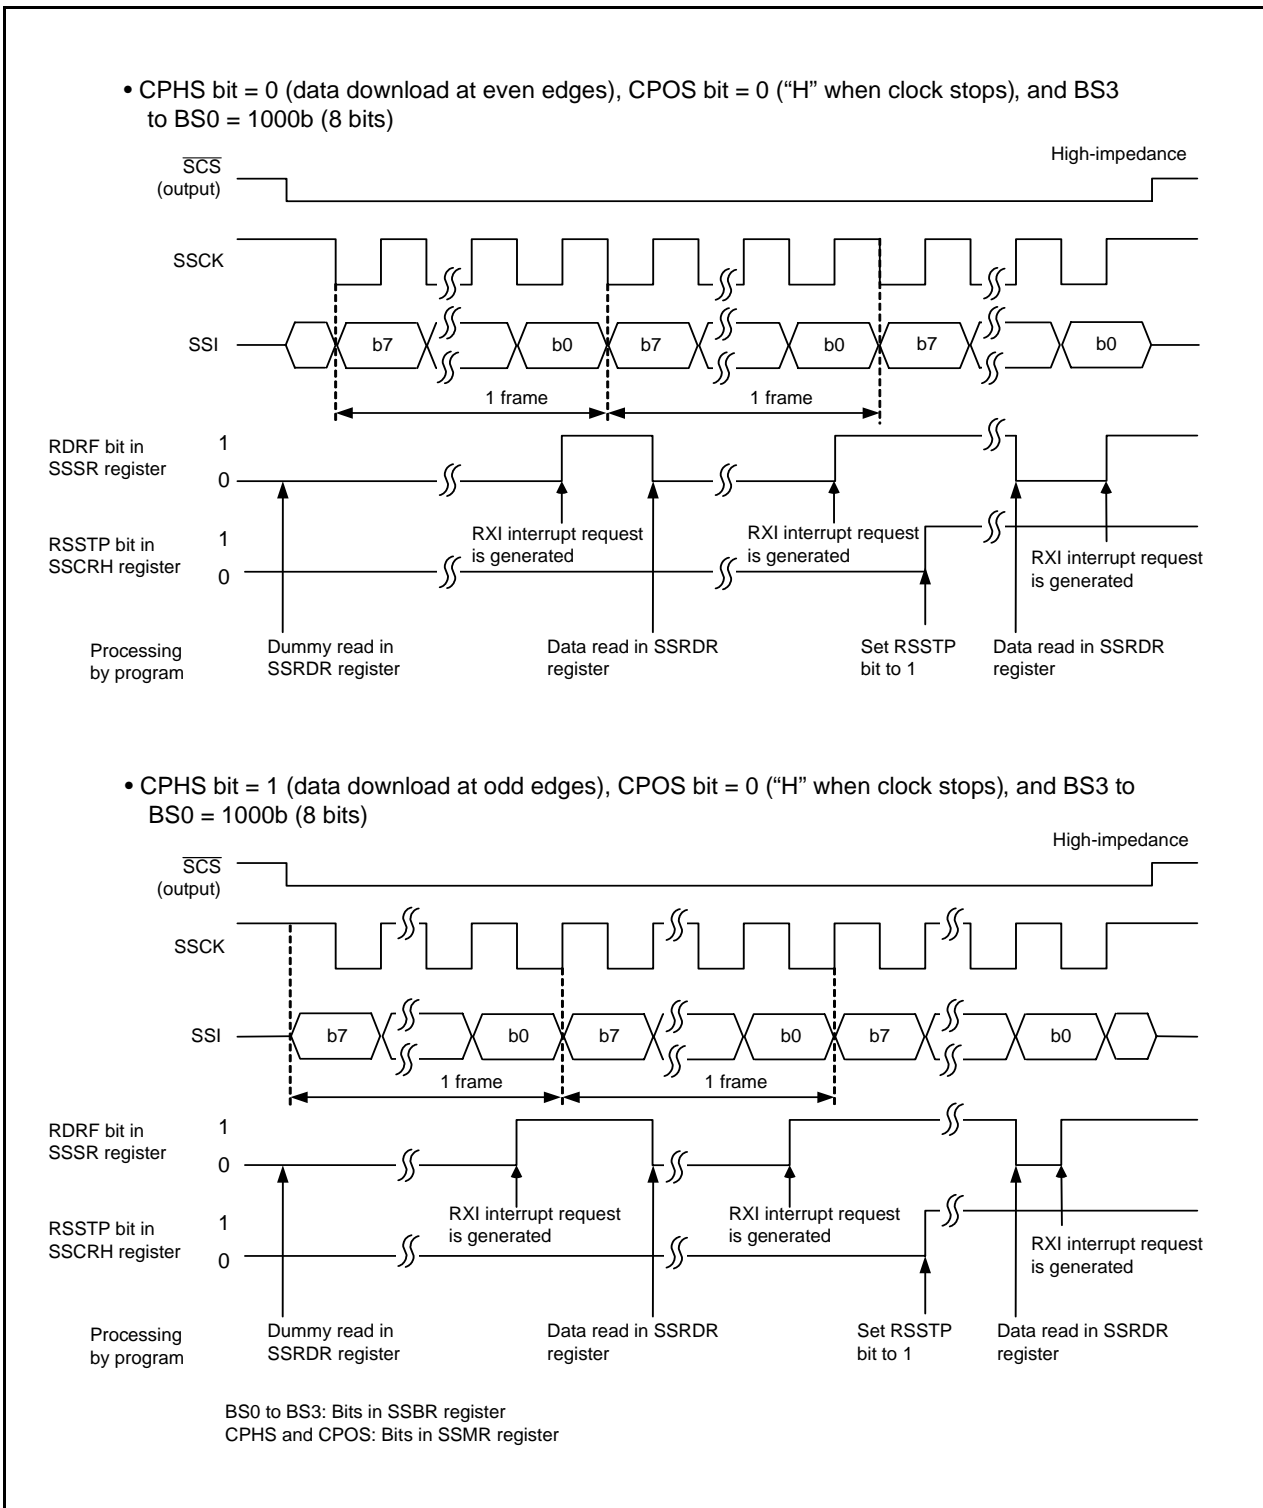 • CPHS bit = 0 (data download at even edges), CPOS bit = 0 (“H” when clock stops), and BS3
to BS0 = 1000b (8 bits)
High-impedance
SCS
(output)
SSCK
SSI
b7
b0
b7
b0
b7
b0
1 frame
1 frame
RDRF bit in
SSSR register
1
0
RXI interrupt request
is generated
RXI interrupt request
is generated
RXI interrupt request
is generated
RSSTP bit in
SSCRH register
1
0
Processing
by program
Dummy read in
SSRDR register
Data read in SSRDR
register
Set RSSTP
bit to 1
Data read in SSRDR
register
• CPHS bit = 1 (data download at odd edges), CPOS bit = 0 (“H” when clock stops), and BS3 to
BS0 = 1000b (8 bits)
High-impedance
SCS
(output)
SSCK
SSI
b7
b0
b7
b0
b7
b0
1 frame
1 frame
RDRF bit in
SSSR register
1
0
RXI interrupt request
is generated
RXI interrupt request
is generated
RXI interrupt request
is generated
RSSTP bit in
SSCRH register
1
0
Processing
by program
Dummy read in
SSRDR register
Data read in SSRDR
register
Set RSSTP
bit to 1
Data read in SSRDR
register
BS0 to BS3: Bits in SSBR register
CPHS and CPOS: Bits in SSMR register